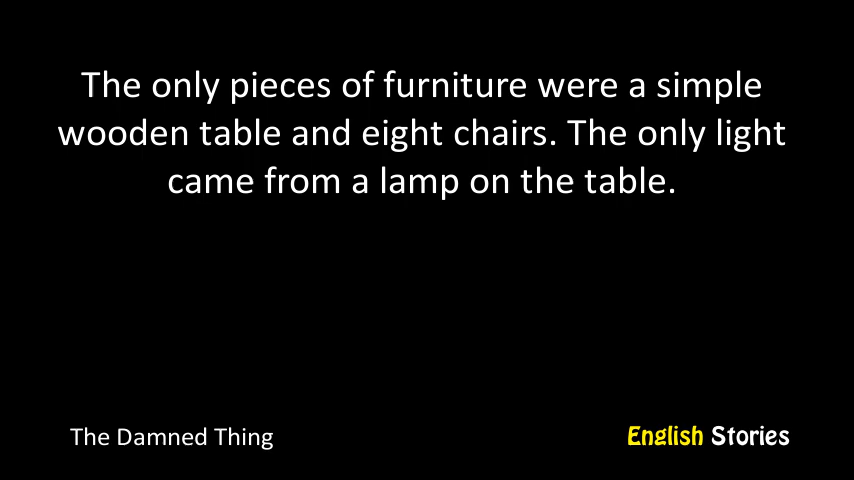 The only pieces of furniture were a simple
wooden table and eight chairs. The only light
came from a lamp on the table.
The Damned Thing
English Stories